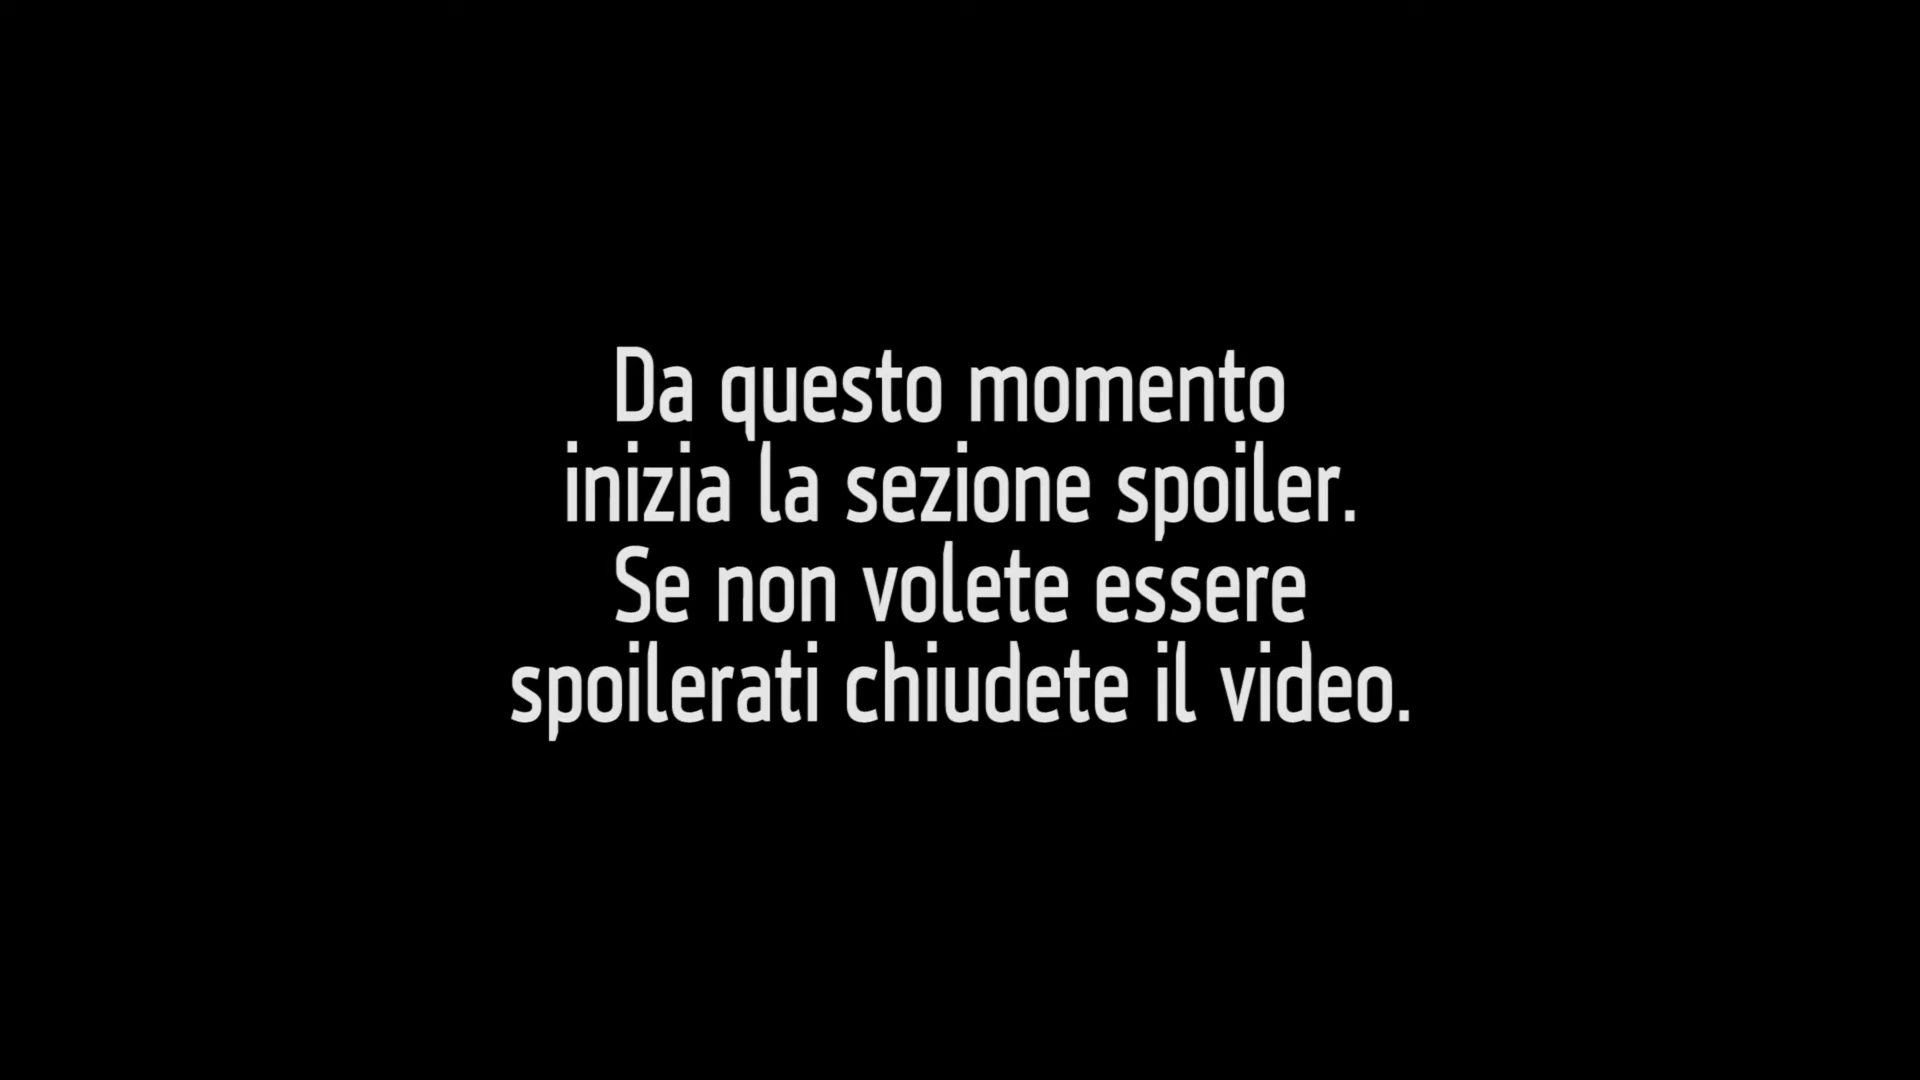 Da questo momento
inizia la sezione spoiler.
Se non volete essere
spoilerati chiudete il video.